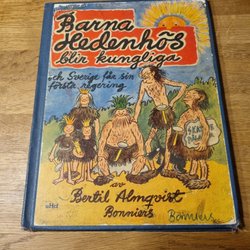 Barna
Hedenhös
blir kungliga
och Sverige får sin
första regering
av
Bertil Almqvist
Bonniers